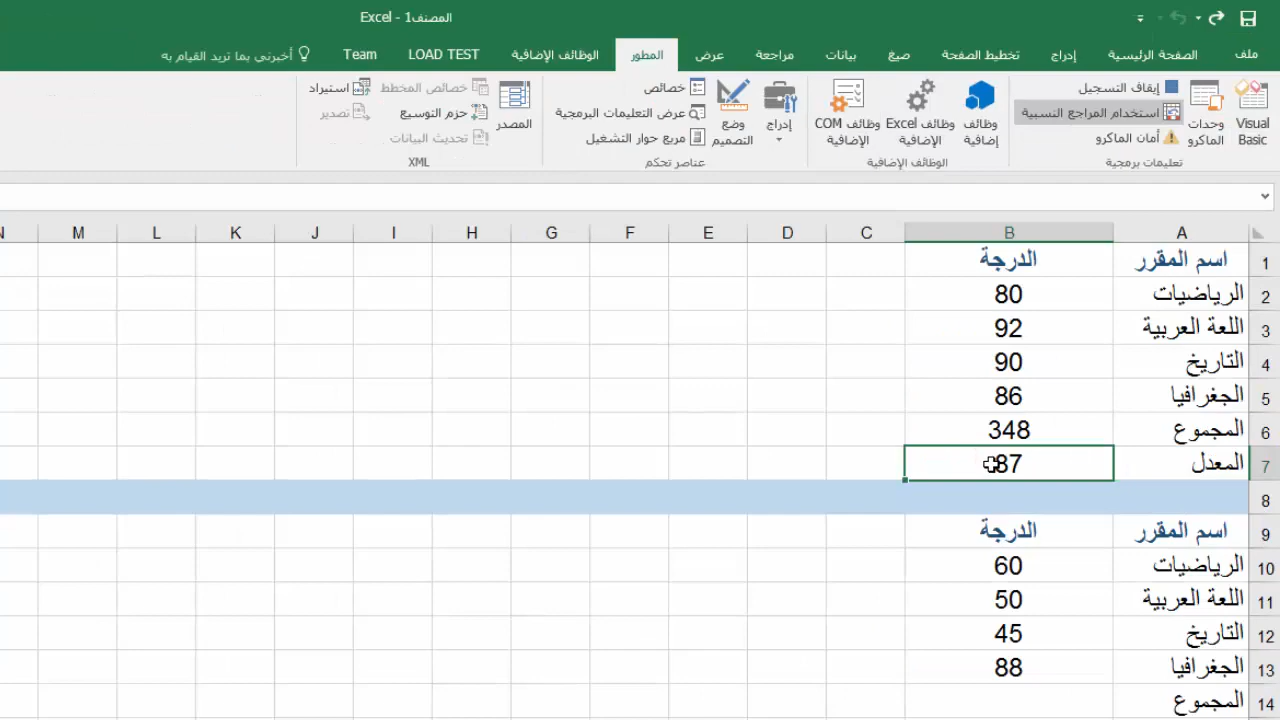 المصنف1 - Excel
ملف الصفحة الرئيسية إدراج تخطيط الصفحة صيغ بيانات مراجعة عرض المطور الوظائف الإضافية LOAD TEST Team أخبرني بما تريد القيام به
Visual Basic
وحدات الماكرو
إيقاف التسجيل
استخدام المراجع النسبية
أمان الماكرو
تعليمات برمجية
وظائف إضافية
وظائف Excel الإضافية
وظائف COM الإضافية
الوظائف الإضافية
إدراج
وضع التصميم
خصائص
عرض التعليمات البرمجية
مربع حوار التشغيل
عناصر تحكم
المصدر
خصائص المخطط
حزم التوسيع
تحديث البيانات
استيراد
تصدير
XML
A B C D E F G H I J K L M N
1 اسم المقرر الدرجة
2 الرياضيات 80
3 اللغة العربية 92
4 التاريخ 90
5 الجغرافيا 86
6 المجموع 348
7 المعدل 87
8
9 اسم المقرر الدرجة
10 الرياضيات 60
11 اللغة العربية 50
12 التاريخ 45
13 الجغرافيا 88
14 المجموع